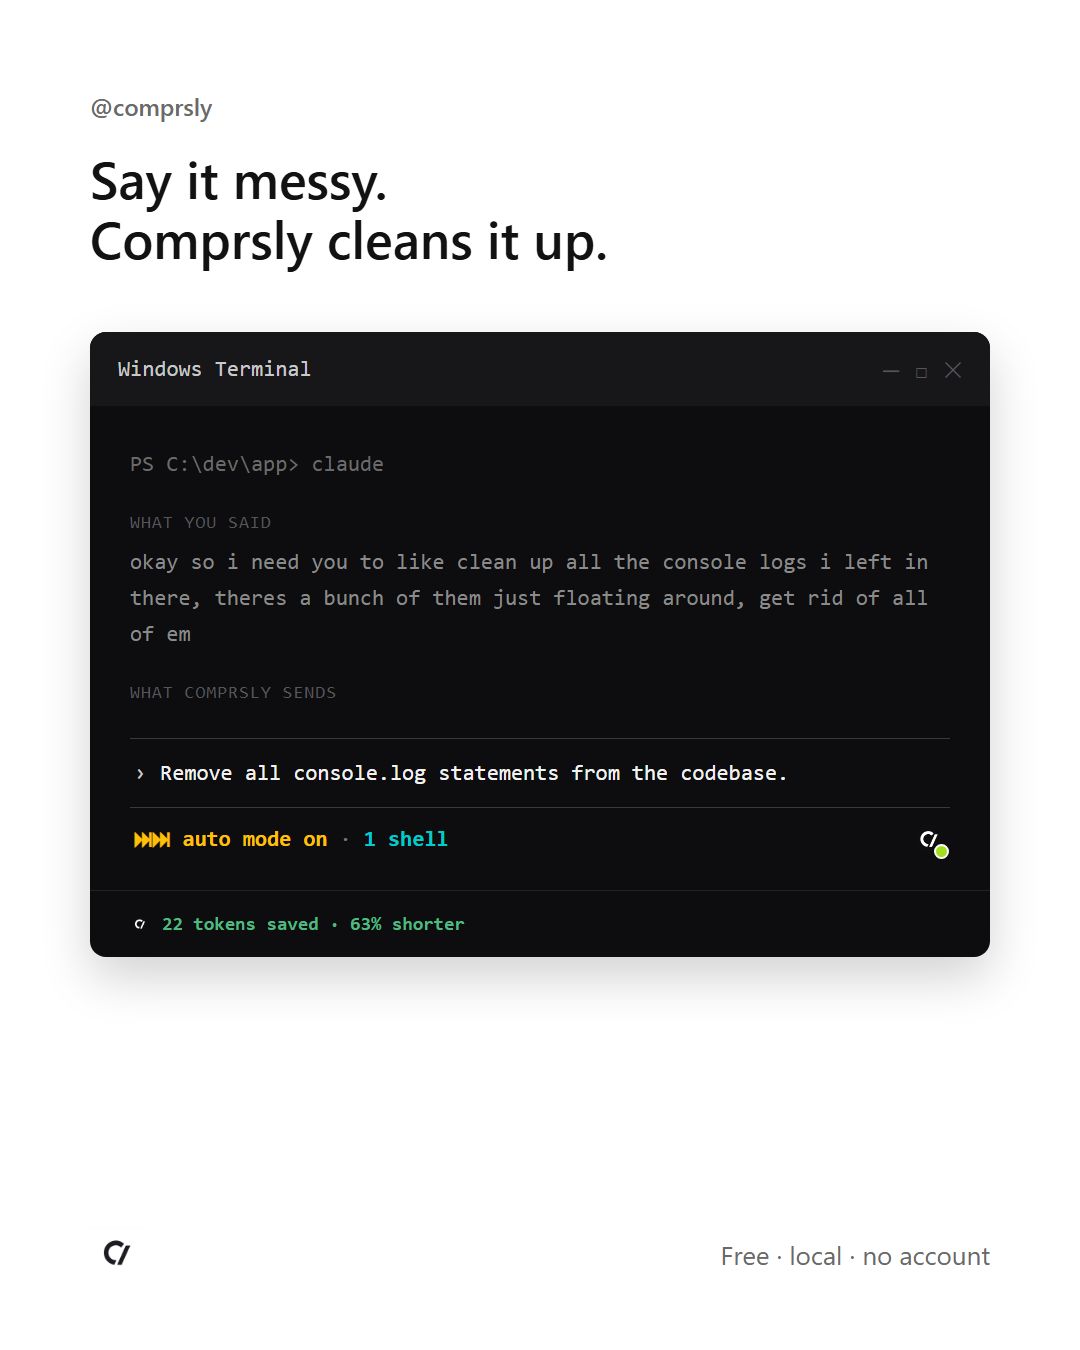 @comprsly
Say it messy.
Comprsly cleans it up.
Windows Terminal
PS C:\dev\app> claude
WHAT YOU SAID
okay so i need you to like clean up all the console logs i left in
there, theres a bunch of them just floating around, get rid of all
of em
WHAT COMPRSLY SENDS
› Remove all console.log statements from the codebase.
⏭⏭ auto mode on · 1 shell
22 tokens saved · 63% shorter
Free · local · no account